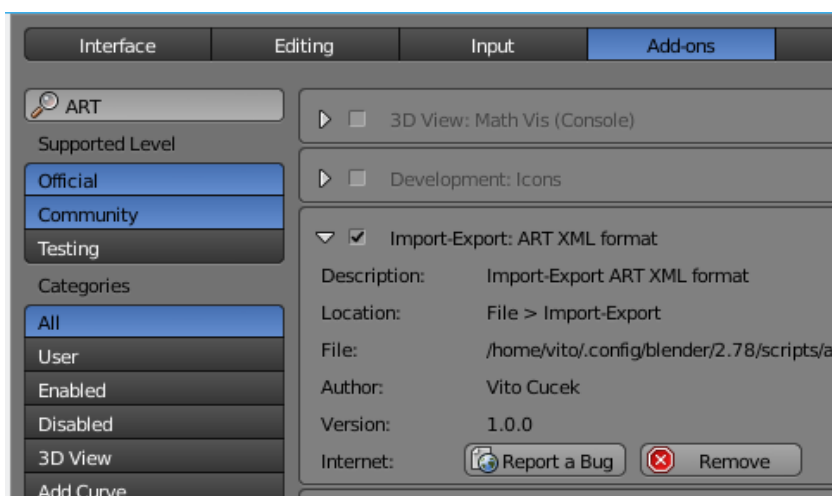 Interface Editing Input Add-ons
ART
Supported Level
Official
Community
Testing
Categories
All
User
Enabled
Disabled
3D View
Add Curve
3D View: Math Vis (Console)
Development: Icons
Import-Export: ART XML format
Description: Import-Export ART XML format
Location: File > Import-Export
File: /home/vito/.config/blender/2.78/scripts/a
Author: Vito Cucek
Version: 1.0.0
Internet: Report a Bug Remove